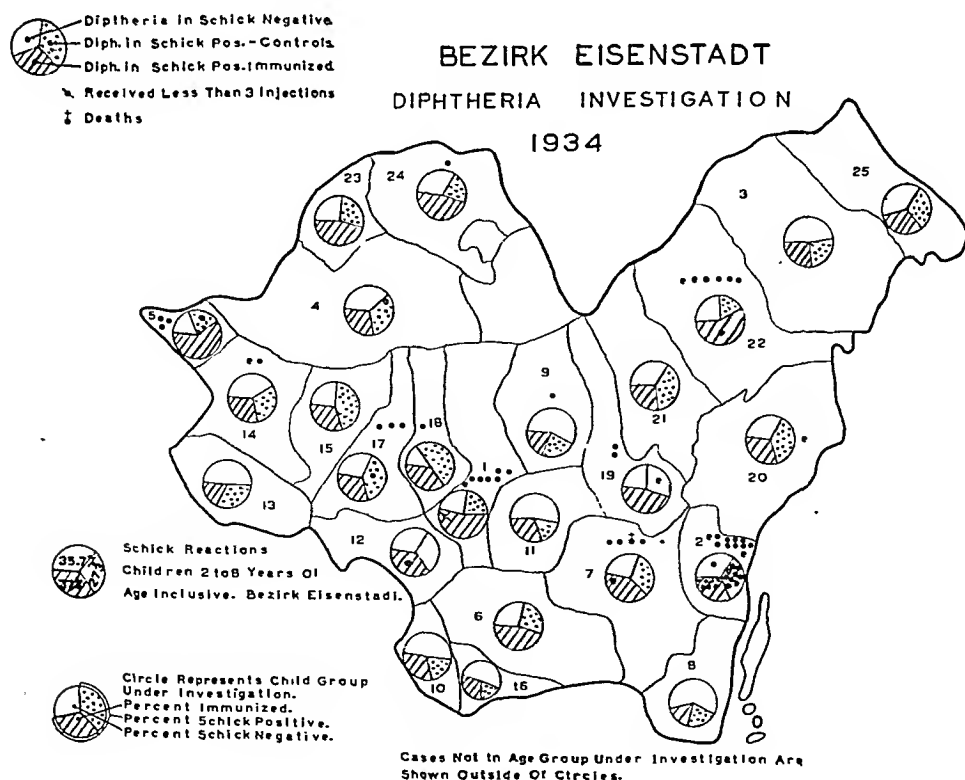 Diptheria in Schick Negative.
Diph. in Schick Pos.-Controls.
Diph. in Schick Pos. Immunized
Received Less Than 3 Injections
Deaths
BEZIRK EISENSTADT
DIPHTHERIA INVESTIGATION
1934
23
24
3
25
4
5
22
9
14
15
17
18
21
1
19
20
13
12
11
7
2
6
10
16
8
35.7
Schick Reactions
Children 2 to 8 Years Of
Age Inclusive. Bezirk Eisenstadt.
Circle Represents Child Group
Under Investigation.
Percent Immunized.
Percent Schick Positive.
Percent Schick Negative.
Cases Not In Age Group Under Investigation Are
Shown Outside Of Circles.